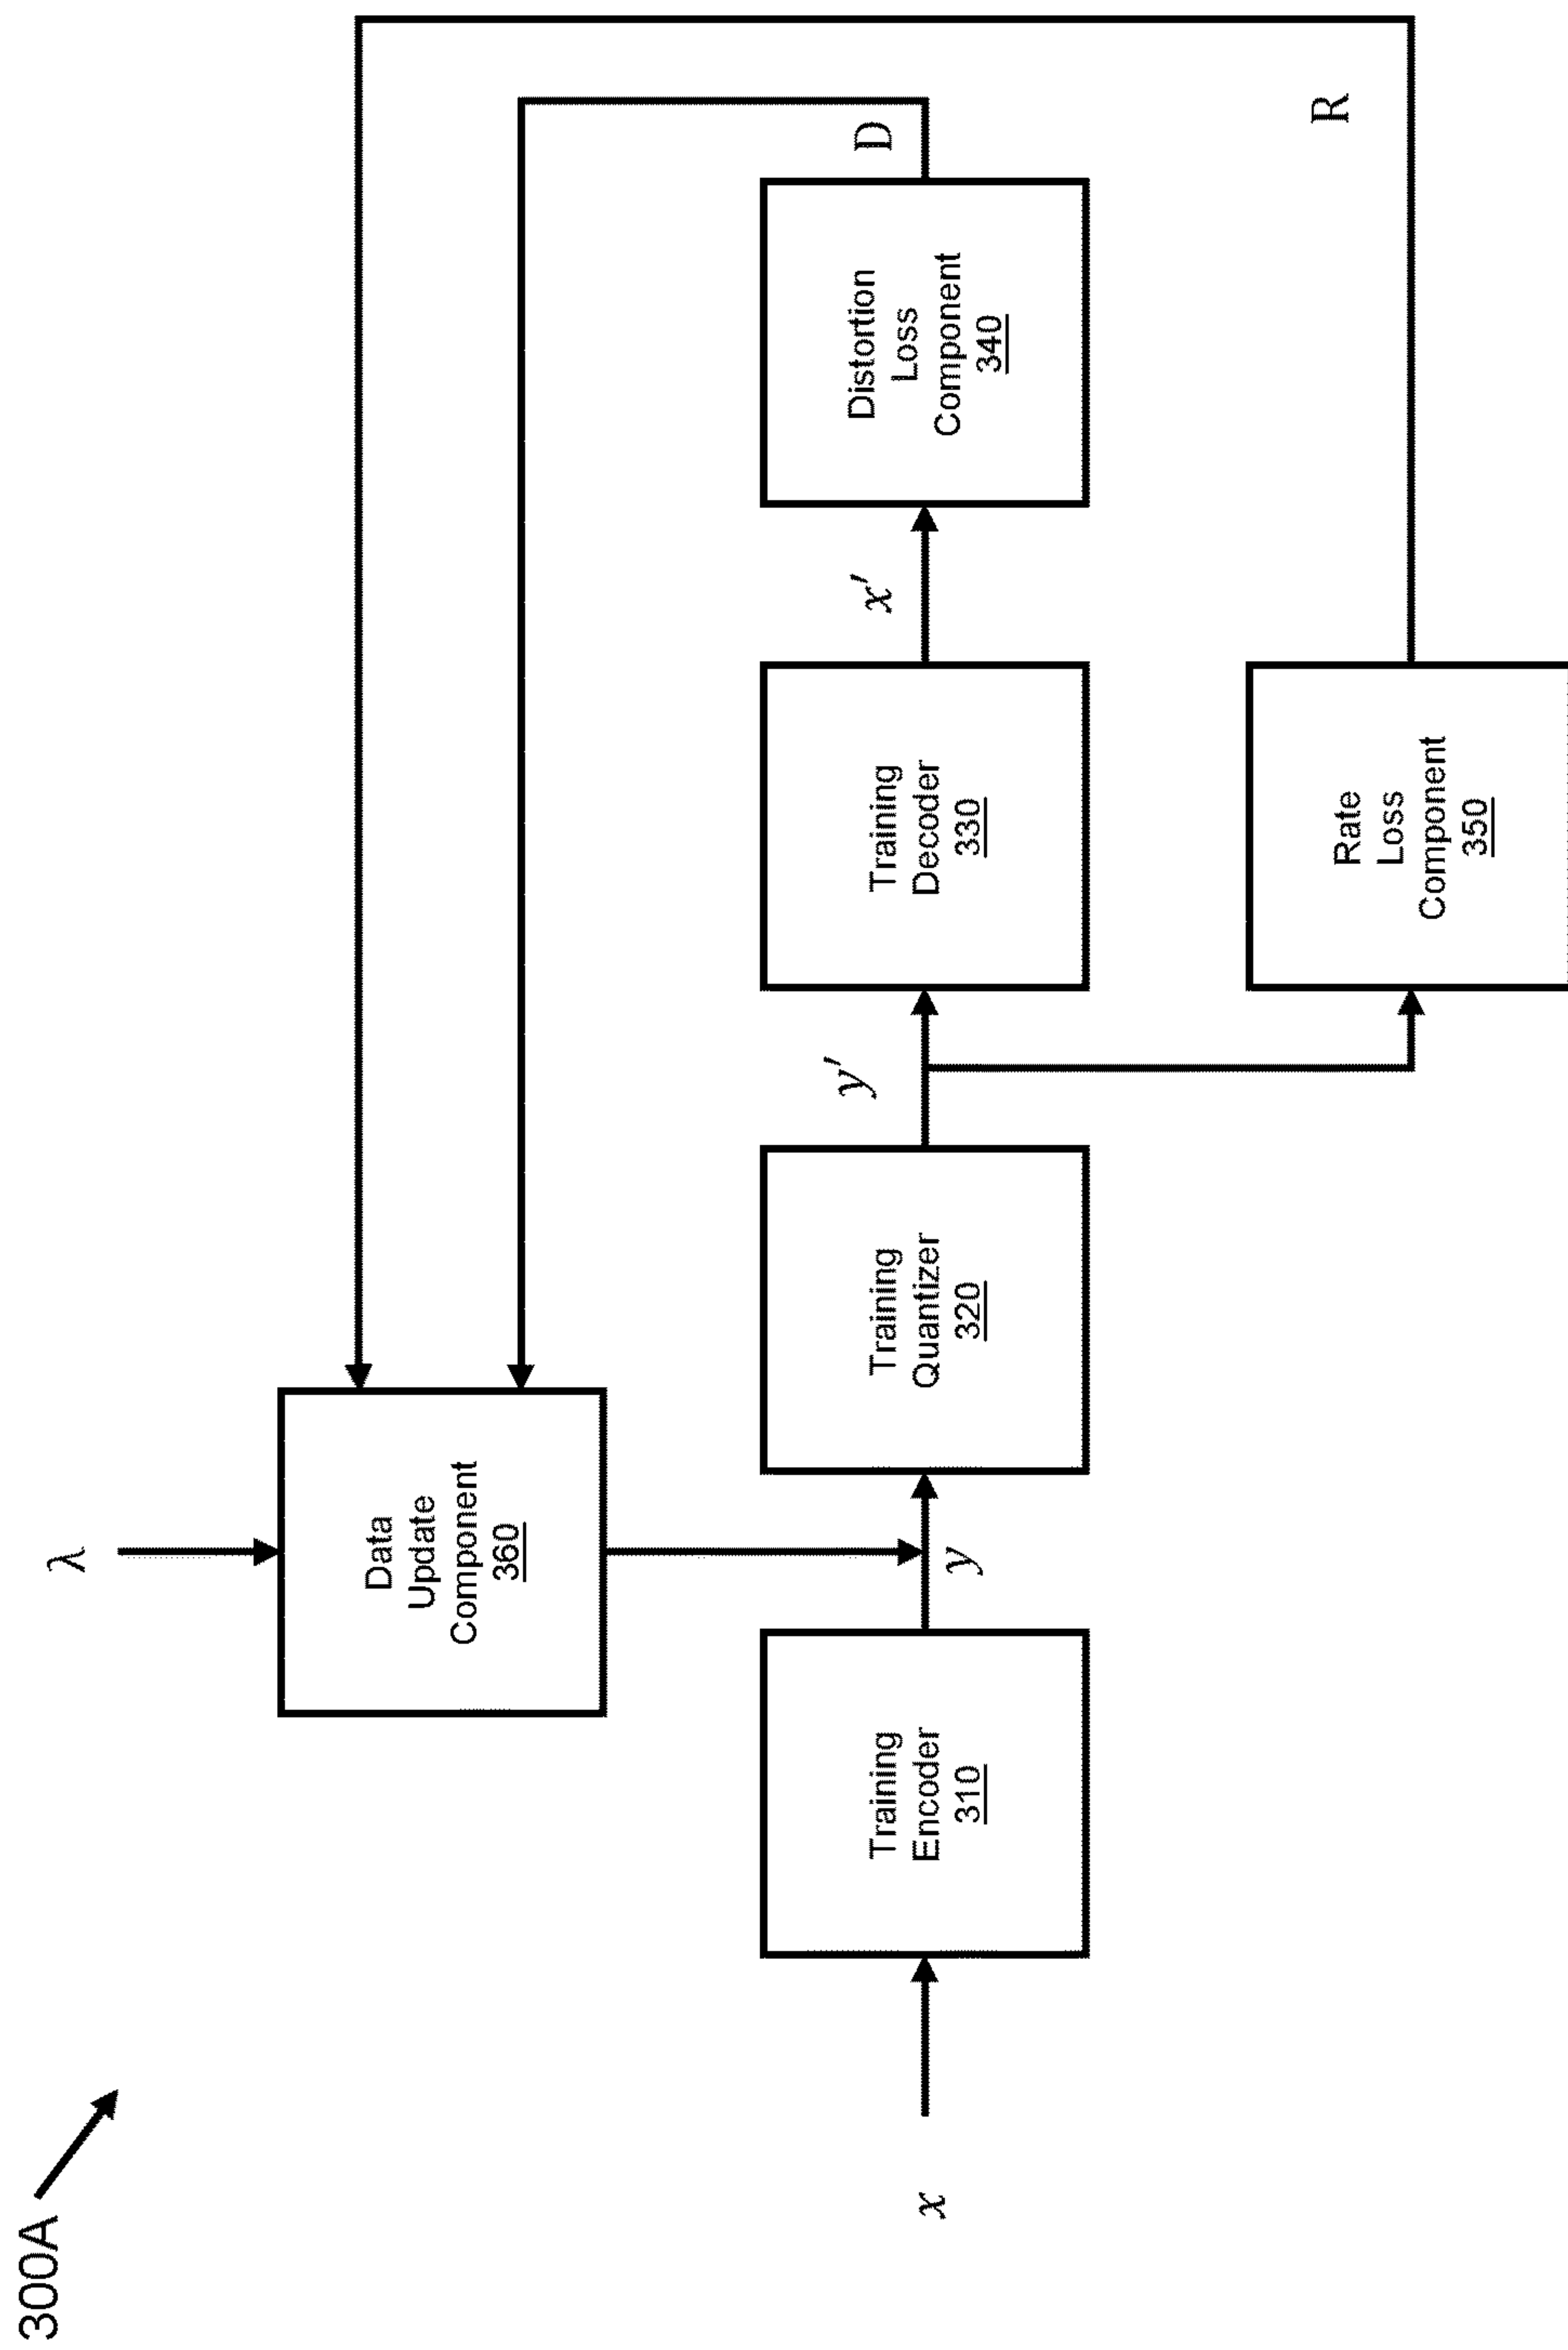 300A
λ
Data
Update
Component
360
x
Training
Encoder
310
y
Training
Quantizer
320
y′
Training
Decoder
330
x′
Distortion
Loss
Component
340
D
Rate
Loss
Component
350
R